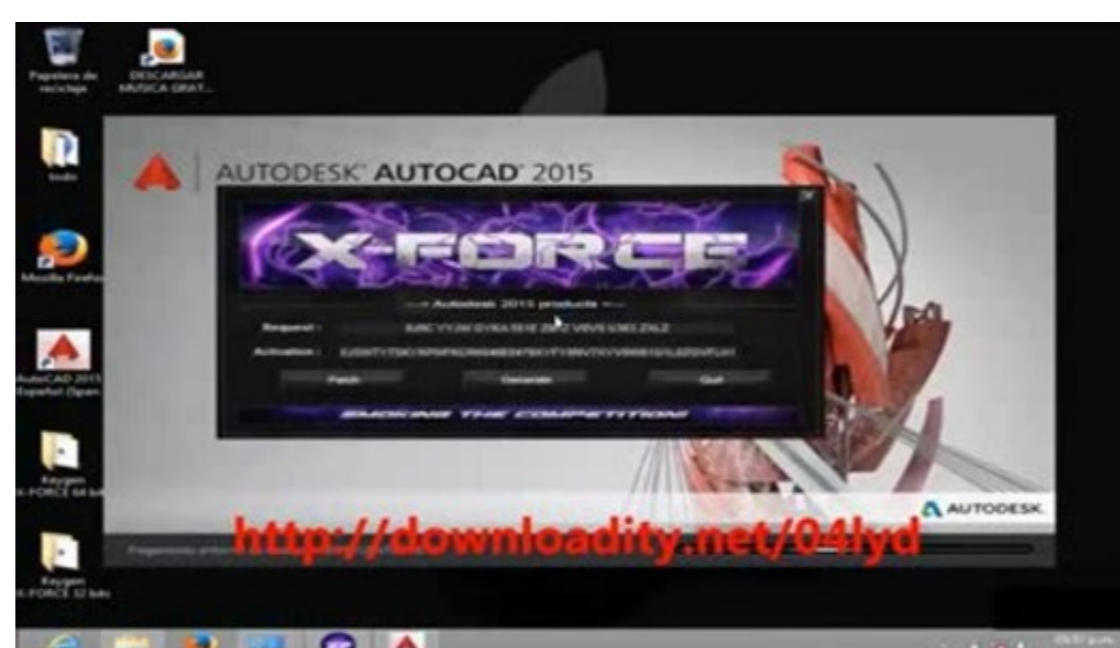 Papelera de
reciclaje
DESCARGAR
MUSICA GRAT...
todo
Mozilla Firefox
AutoCAD 2015
Español (Span
Keygen
X-FORCE 64 bit
Keygen
X-FORCE 32 bits
AUTODESK® AUTOCAD® 2015
X-FORCE
Autodesk 2015 products
Request :
Activation :
Patch
Generate
Quit
SMOKING THE COMPETITION!
AUTODESK.
http://downloadity.net/04lyd